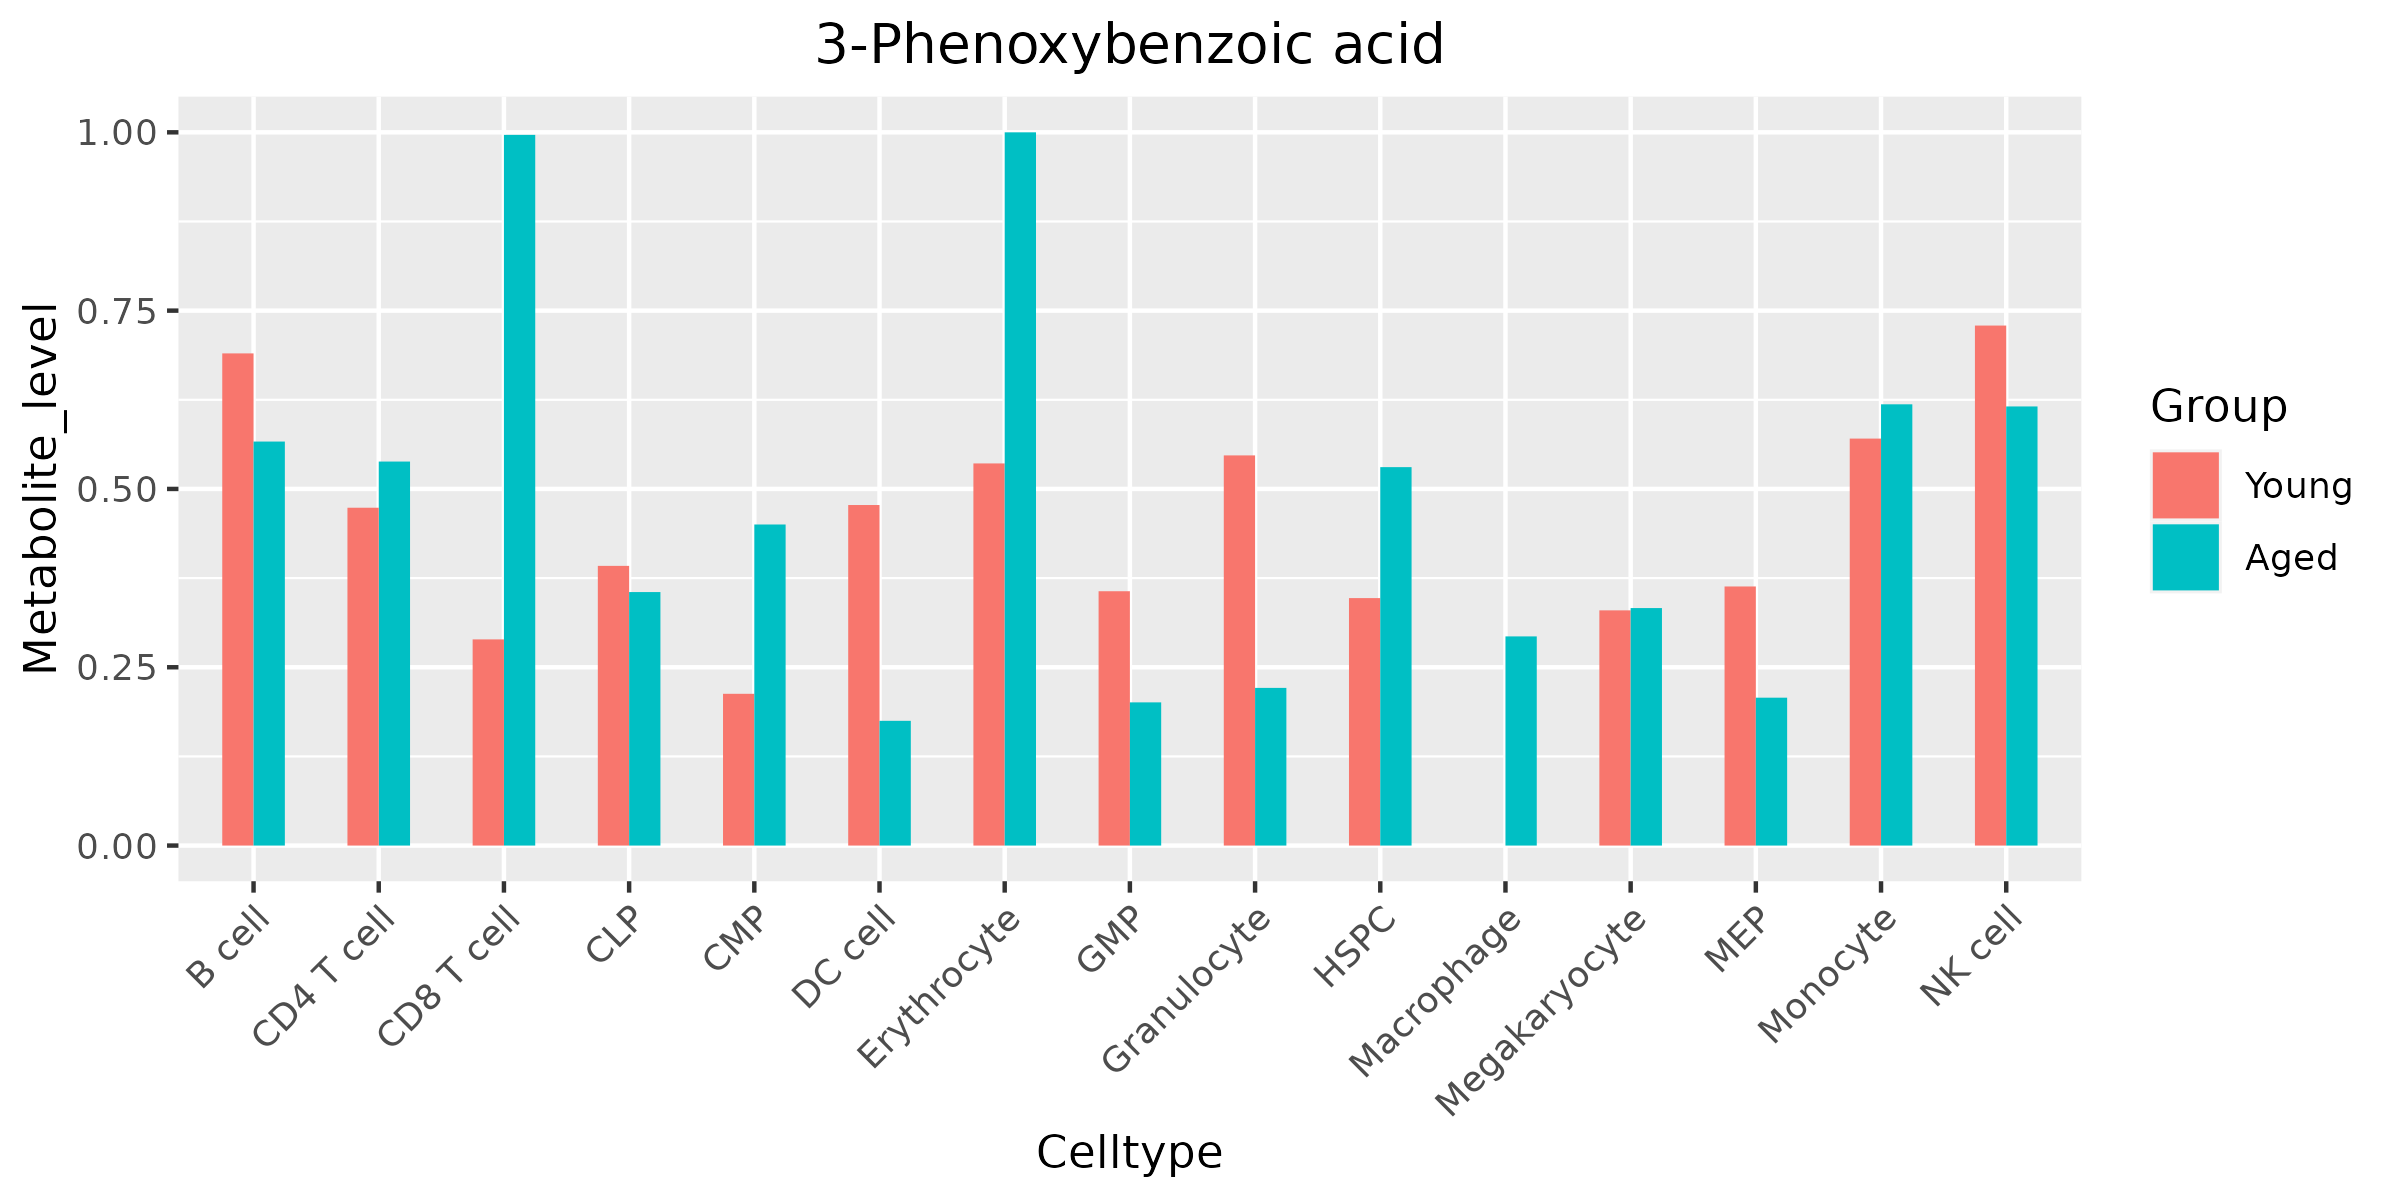 3-Phenoxybenzoic acid
Metabolite_level
1.00
0.75
0.50
0.25
0.00
B cell
CD4 T cell
CD8 T cell
CLP
CMP
DC cell
Erythrocyte
GMP
Granulocyte
HSPC
Macrophage
Megakaryocyte
MEP
Monocyte
NK cell
Celltype
Group
Young
Aged